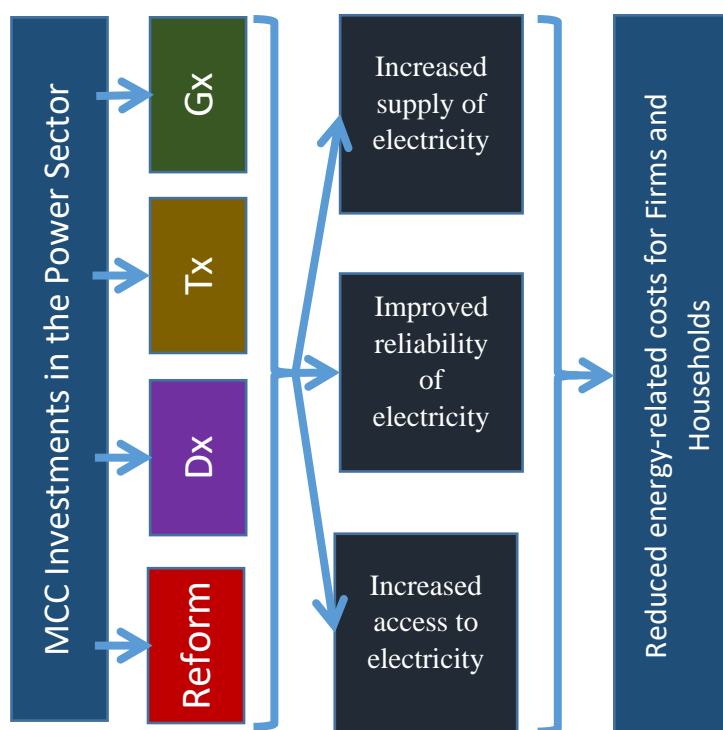 MCC Investments in the Power Sector
Gx
Tx
Dx
Reform
Increased
supply of
electricity
Improved
reliability
of
electricity
Increased
access to
electricity
Reduced energy-related costs for Firms and
Households